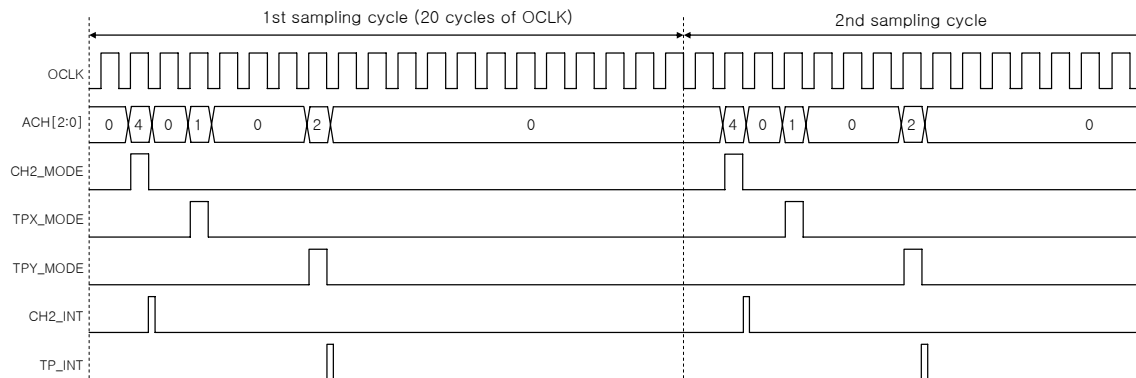 1st sampling cycle (20 cycles of OCLK) 2nd sampling cycle
OCLK
ACH[2:0] 0 4 0 1 0 2 0 4 0 1 0 2 0
CH2_MODE
TPX_MODE
TPY_MODE
CH2_INT
TP_INT